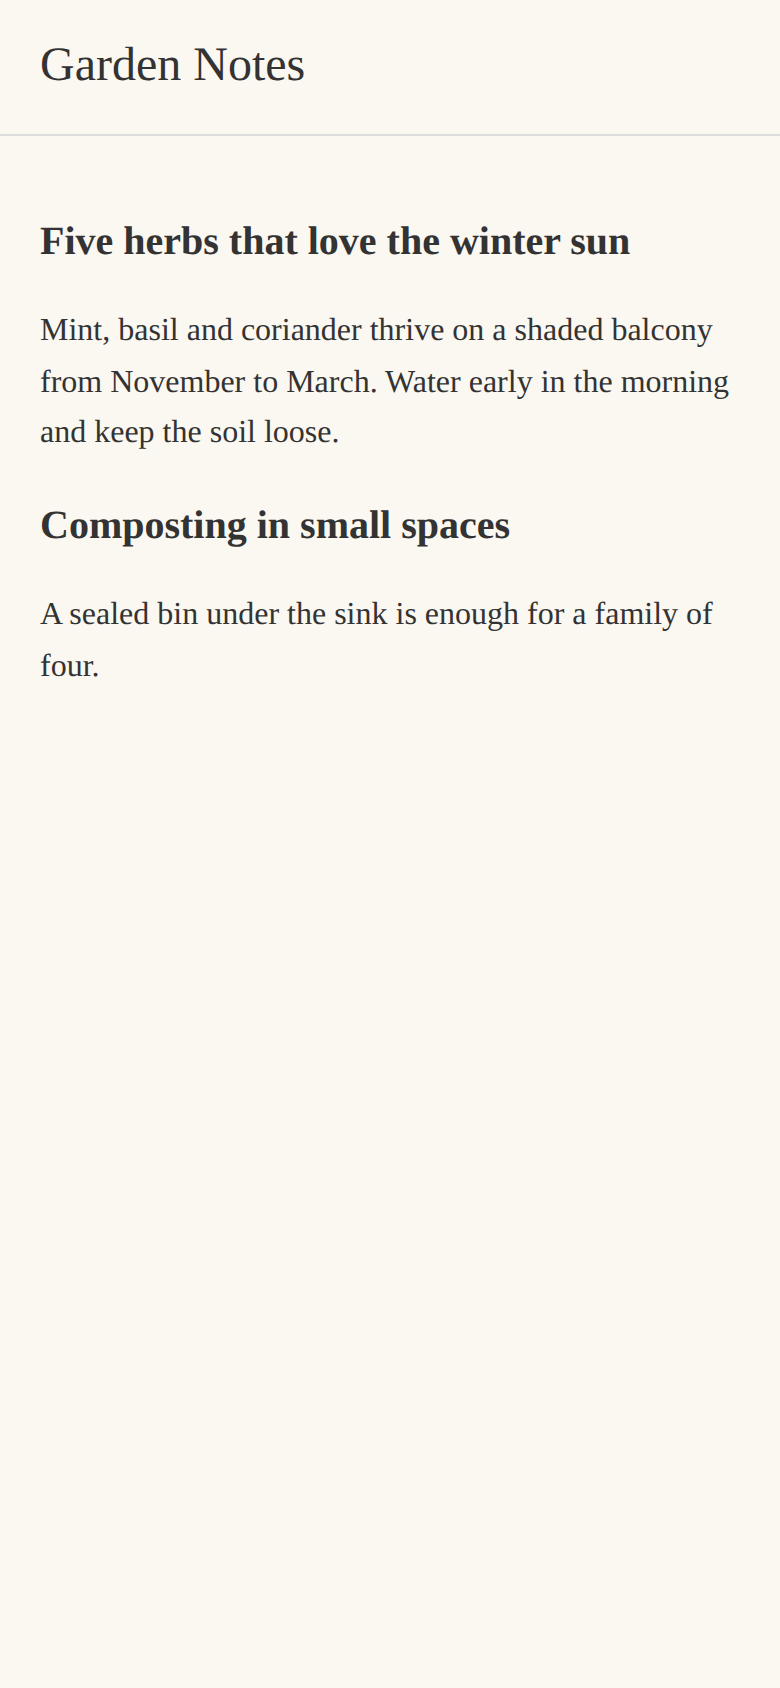 Garden Notes
Five herbs that love the winter sun
Mint, basil and coriander thrive on a shaded balcony
from November to March. Water early in the morning
and keep the soil loose.
Composting in small spaces
A sealed bin under the sink is enough for a family of
four.